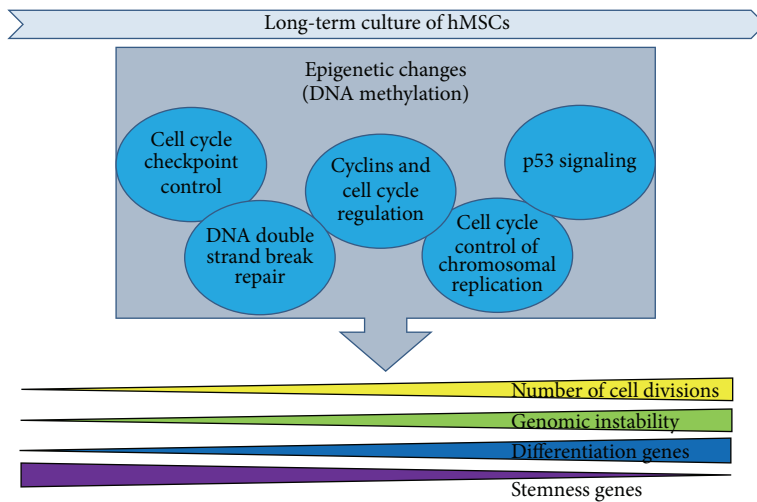 Long-term culture of hMSCs
Epigenetic changes
(DNA methylation)
Cell cycle
checkpoint
control
DNA double
strand break
repair
Cyclins and
cell cycle
regulation
Cell cycle
control of
chromosomal
replication
p53 signaling
Number of cell divisions
Genomic instability
Differentiation genes
Stemness genes